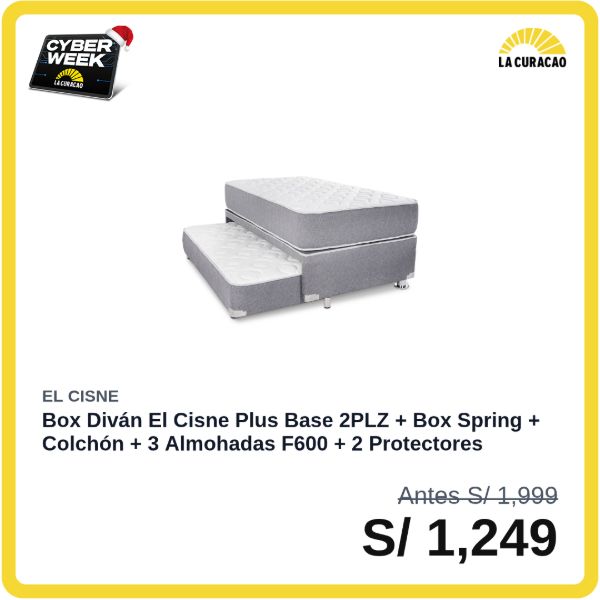 CYBER
WEEK
LA CURACAO
LA CURACAO
EL CISNE
Box Diván El Cisne Plus Base 2PLZ + Box Spring +
Colchón + 3 Almohadas F600 + 2 Protectores
Antes S/ 1,999
S/ 1,249